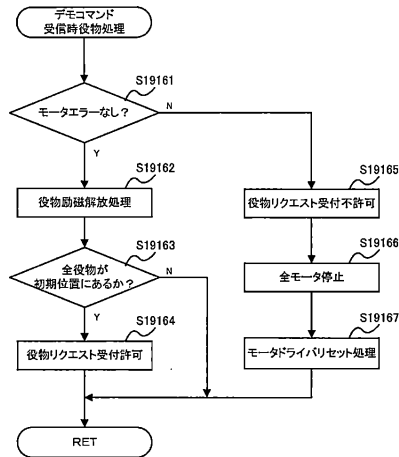 デモコマンド
受信時役物処理
S19161
モータエラーなし?
N
Y
S19162
役物励磁解放処理
S19163
全役物が
初期位置にあるか?
N
Y
S19164
役物リクエスト受付許可
S19165
役物リクエスト受付不許可
S19166
全モータ停止
S19167
モータドライバリセット処理
RET